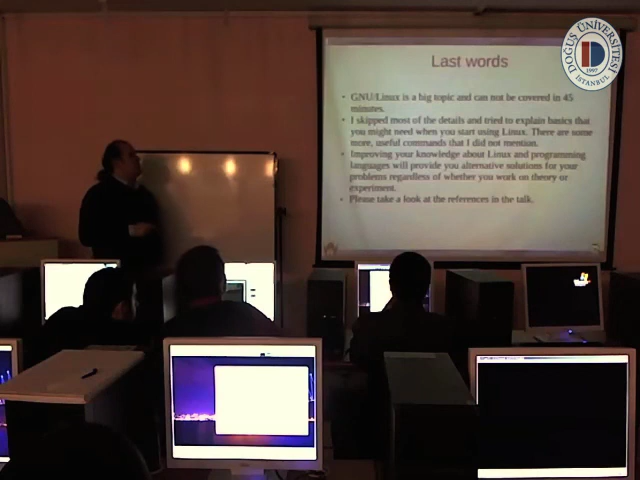 Last words
• GNU/Linux is a big topic and can not be covered in 45
minutes.
• I skipped most of the details and tried to explain basics that
you might need when you start using Linux. There are some
more, useful commands that I did not mention.
• Improving your knowledge about Linux and programming
languages will provide you alternative solutions for your
problems regardless of whether you work on theory or
experiment.
• Please take a look at the references in the talk.
DOĞUŞ ÜNİVERSİTESİ
1997
İSTANBUL